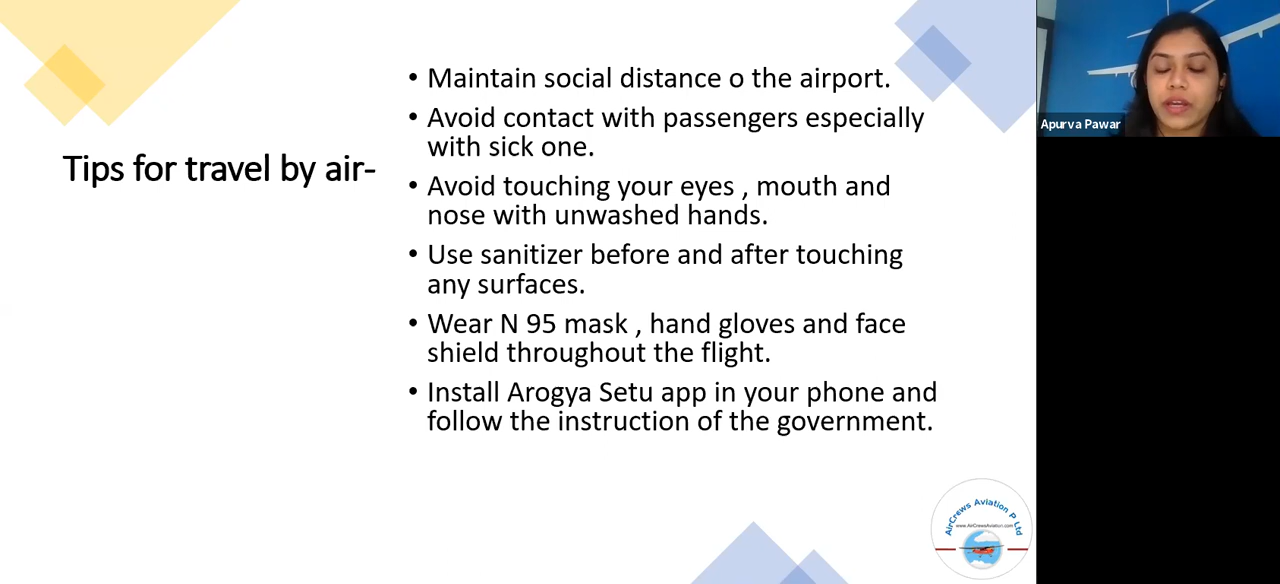 Tips for travel by air-
• Maintain social distance o the airport.
• Avoid contact with passengers especially
with sick one.
• Avoid touching your eyes , mouth and
nose with unwashed hands.
• Use sanitizer before and after touching
any surfaces.
• Wear N 95 mask , hand gloves and face
shield throughout the flight.
• Install Arogya Setu app in your phone and
follow the instruction of the government.
Apurva Pawar
AirCrews Aviation P Ltd
www.AirCrewsAviation.com